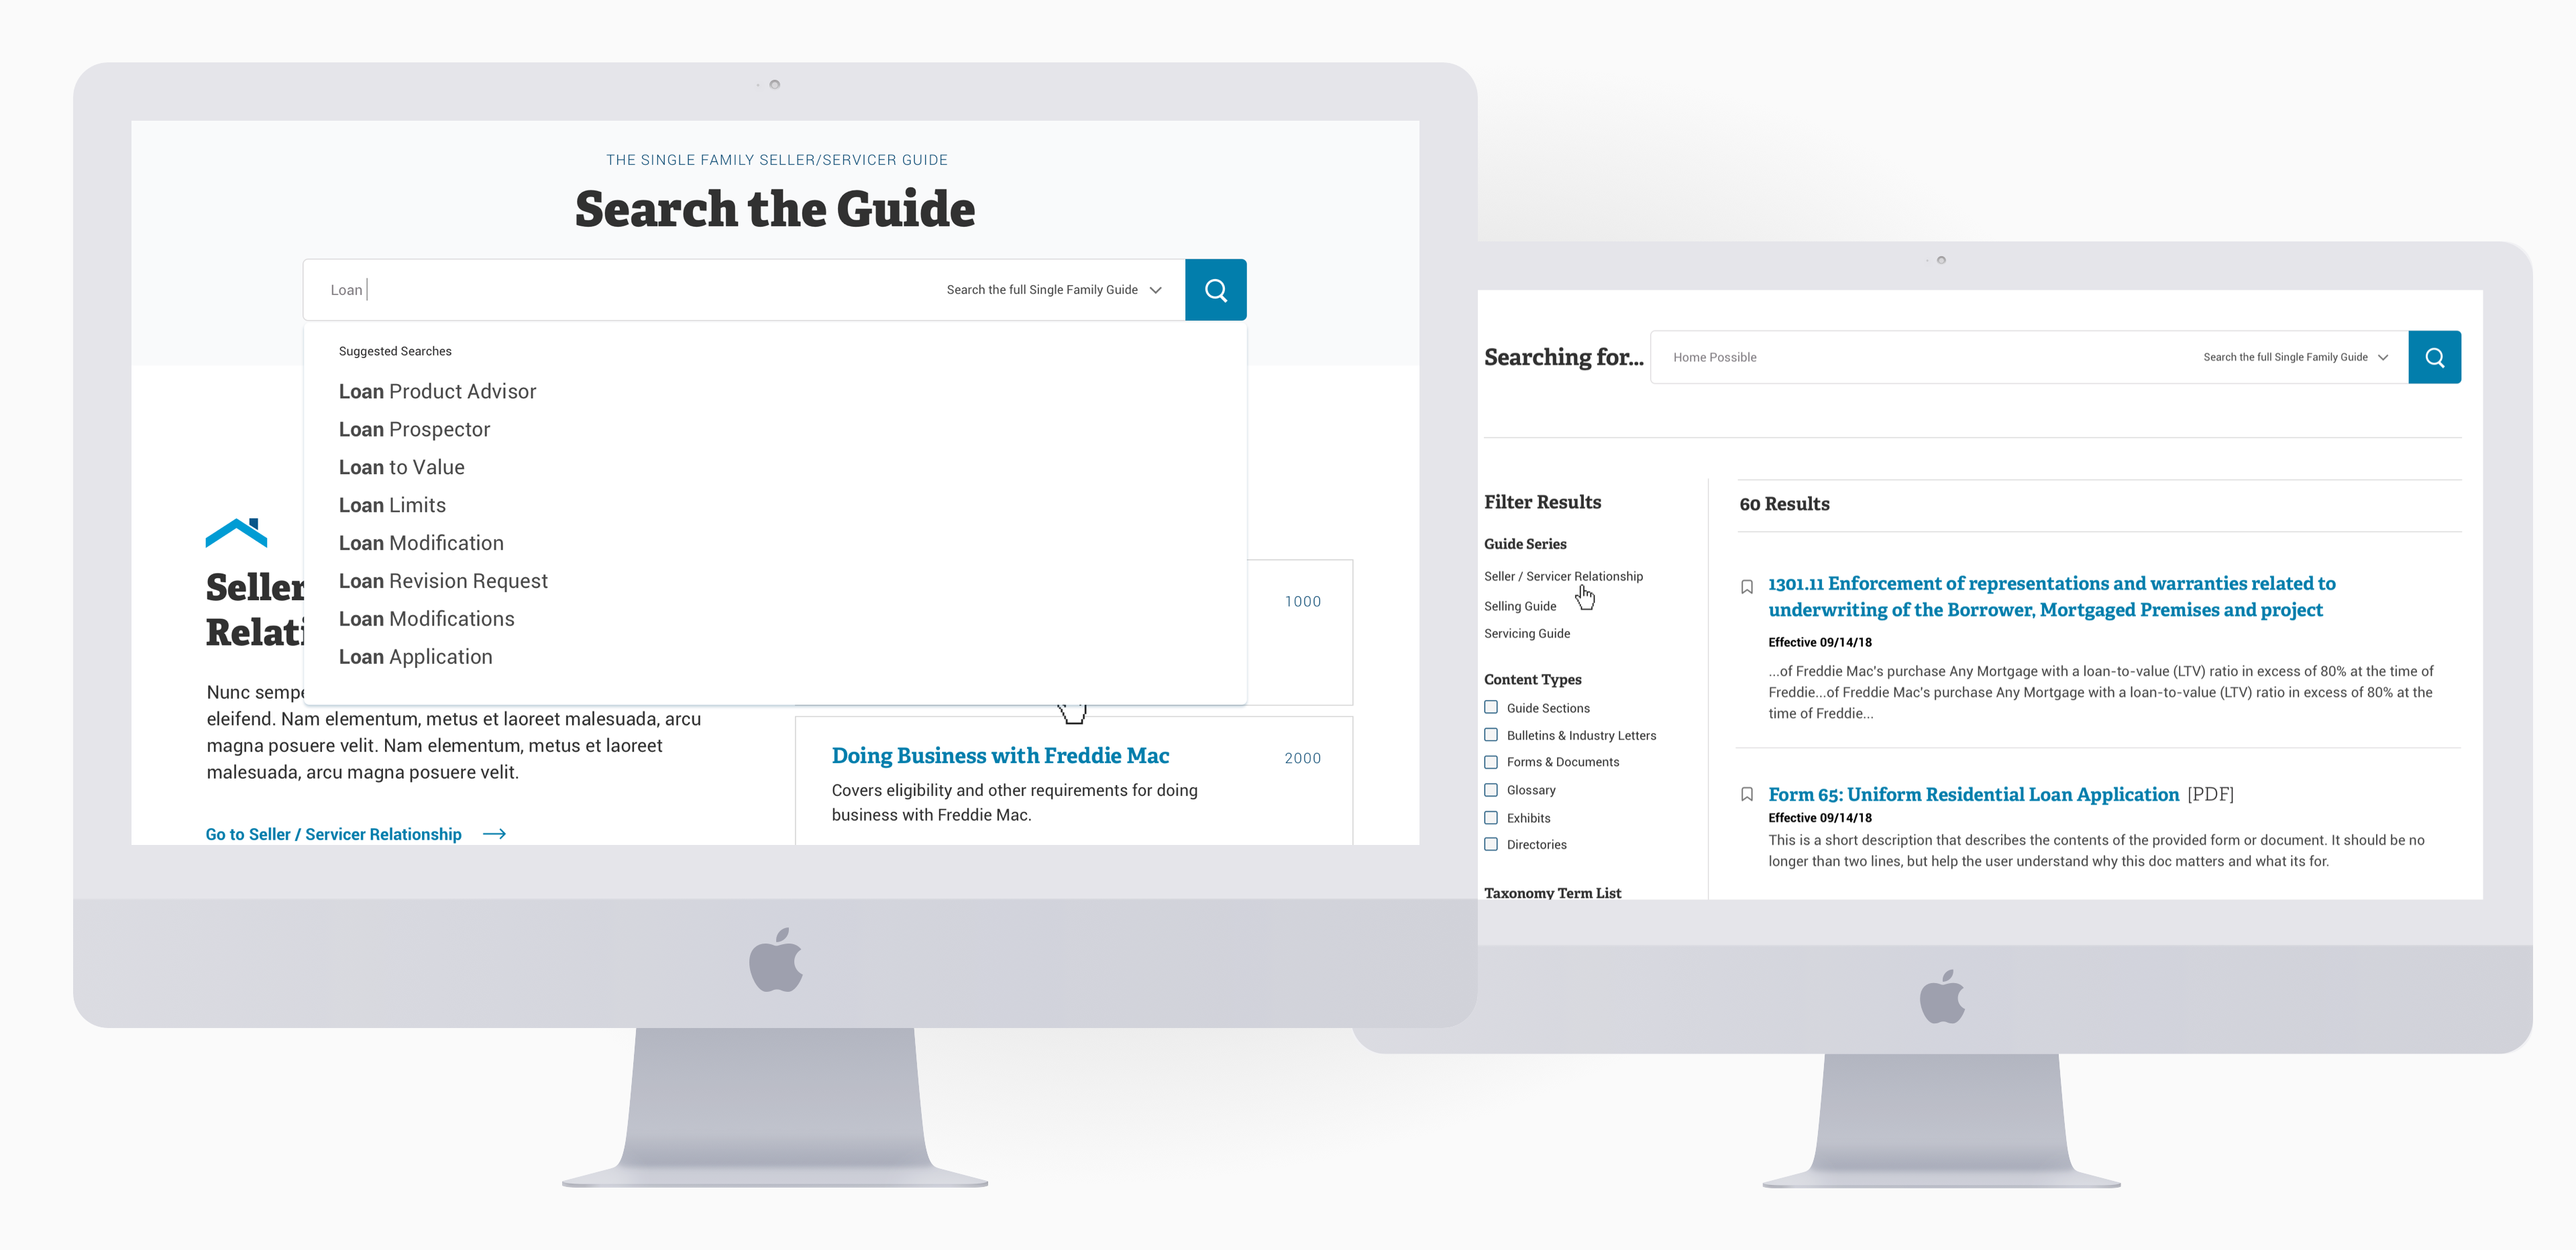 THE SINGLE FAMILY SELLER/SERVICER GUIDE
Search the Guide
Loan
Search the full Single Family Guide
Suggested Searches
Loan Product Advisor
Loan Prospector
Loan to Value
Loan Limits
Loan Modification
Loan Revision Request
Loan Modifications
Loan Application
Seller
Relati
Nunc sempe
eleifend. Nam elementum, metus et laoreet malesuada, arcu
magna posuere velit. Nam elementum, metus et laoreet
malesuada, arcu magna posuere velit.
Go to Seller / Servicer Relationship
1000
Doing Business with Freddie Mac
2000
Covers eligibility and other requirements for doing
business with Freddie Mac.
Searching for...
Home Possible
Search the full Single Family Guide
Filter Results
Guide Series
Seller / Servicer Relationship
Selling Guide
Servicing Guide
Content Types
Guide Sections
Bulletins & Industry Letters
Forms & Documents
Glossary
Exhibits
Directories
Taxonomy Term List
60 Results
1301.11 Enforcement of representations and warranties related to
underwriting of the Borrower, Mortgaged Premises and project
Effective 09/14/18
...of Freddie Mac's purchase Any Mortgage with a loan-to-value (LTV) ratio in excess of 80% at the time of
Freddie...of Freddie Mac's purchase Any Mortgage with a loan-to-value (LTV) ratio in excess of 80% at the
time of Freddie...
Form 65: Uniform Residential Loan Application [PDF]
Effective 09/14/18
This is a short description that describes the contents of the provided form or document. It should be no
longer than two lines, but help the user understand why this doc matters and what its for.